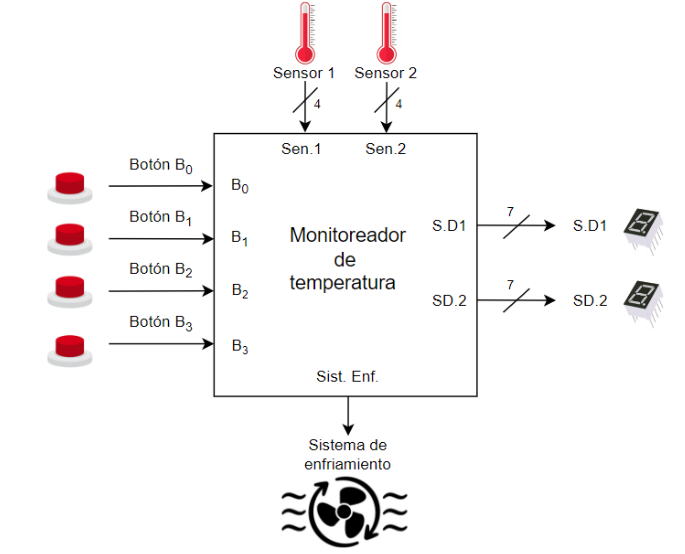 Sensor 1
Sensor 2
4
4
Sen.1
Sen.2
Botón B0
B0
Botón B1
B1
Botón B2
B2
Botón B3
B3
Monitoreador
de
temperatura
S.D1
7
S.D1
SD.2
7
SD.2
Sist. Enf.
Sistema de
enfriamiento